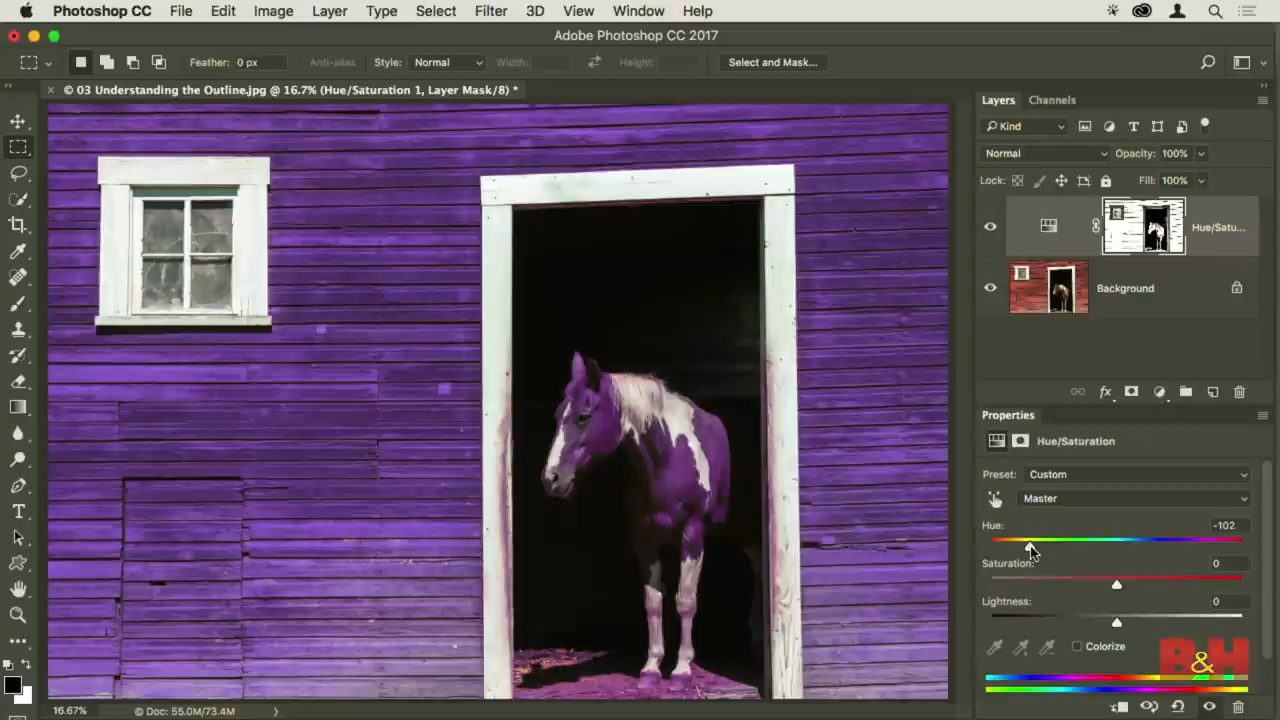 Photoshop CC File Edit Image Layer Type Select Filter 3D View Window Help
Adobe Photoshop CC 2017
Feather: 0 px Anti-alias Style: Normal Width: Height: Select and Mask...
© 03 Understanding the Outline.jpg @ 16.7% (Hue/Saturation 1, Layer Mask/8) *
Layers Channels
Kind
Normal Opacity: 100%
Lock: Fill: 100%
Hue/Satu...
Background
fx
Properties
Hue/Saturation
Preset: Custom
Master
Hue: -102
Saturation: 0
Lightness: 0
Colorize
B&H
16.67% © Doc: 55.0M/73.4M